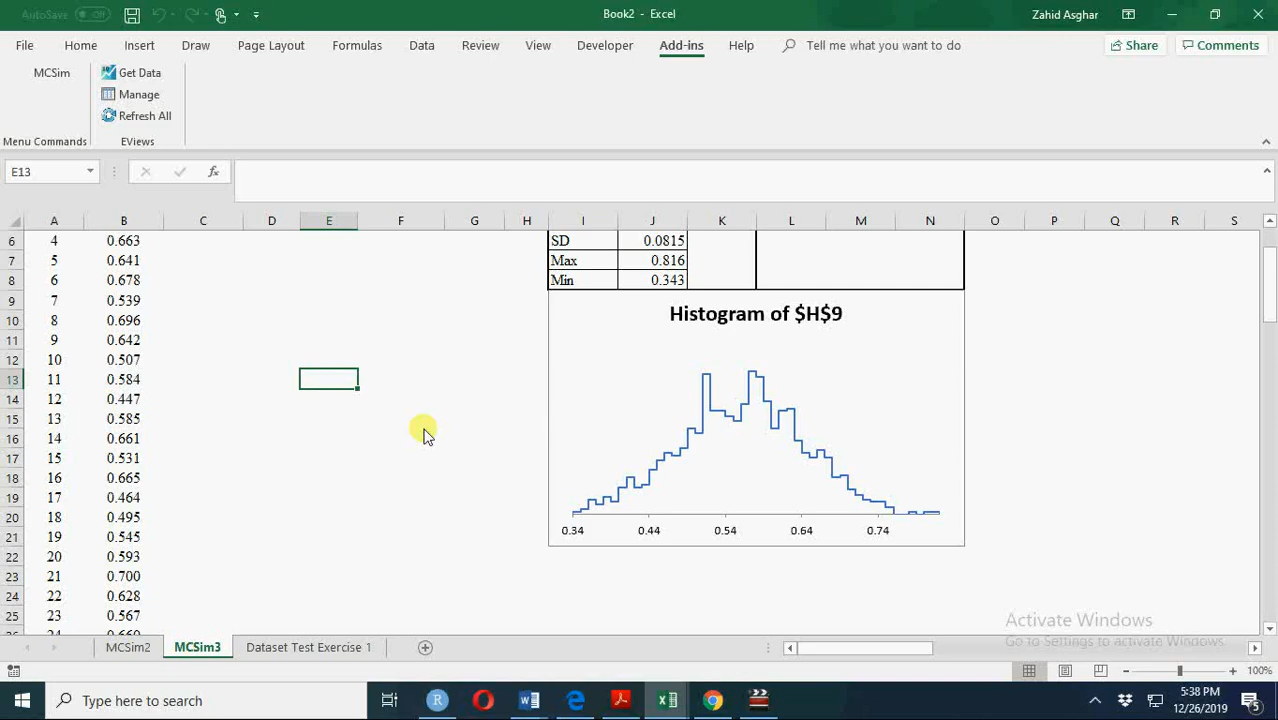 AutoSave Off
Book2 - Excel
Zahid Asghar
File Home Insert Draw Page Layout Formulas Data Review View Developer Add-ins Help Tell me what you want to do Share Comments
MCSim
Get Data
Manage
Refresh All
Menu Commands EViews
E13 fx
A B C D E F G H I J K L M N O P Q R S
6 4 0.663 SD 0.0815
7 5 0.641 Max 0.816
8 6 0.678 Min 0.343
9 7 0.539
Histogram of $H$9
10 8 0.696
11 9 0.642
12 10 0.507
13 11 0.584
14 12 0.447
15 13 0.585
16 14 0.661
17 15 0.531
18 16 0.665
19 17 0.464
20 18 0.495
0.34 0.44 0.54 0.64 0.74
21 19 0.545
22 20 0.593
23 21 0.700
24 22 0.628
25 23 0.567
Activate Windows
Go to Settings to activate Windows.
MCSim2 MCSim3 Dataset Test Exercise
100%
Type here to search
5:38 PM
12/26/2019
5